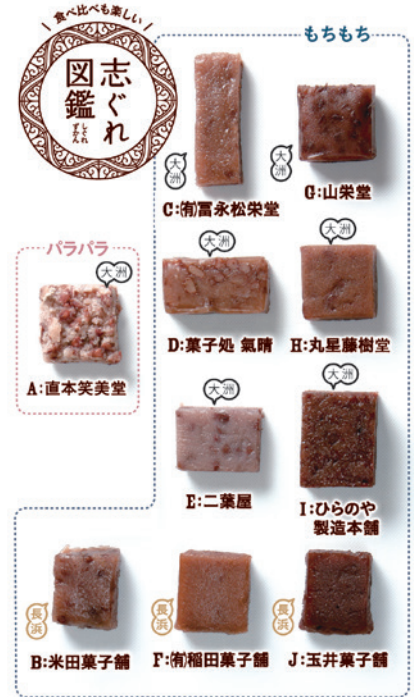 食べ比べも楽しい
志ぐれ
図鑑
しぐれ
ずかん
もちもち
大洲
C:㈲冨永松栄堂
大洲
G:山栄堂
パラパラ
大洲
A:直本笑美堂
大洲
D:菓子処 氣晴
大洲
H:丸星藤樹堂
大洲
E:二葉屋
大洲
I:ひらのや
製造本舗
長浜
B:米田菓子舗
長浜
F:㈲稲田菓子舗
長浜
J:玉井菓子舗